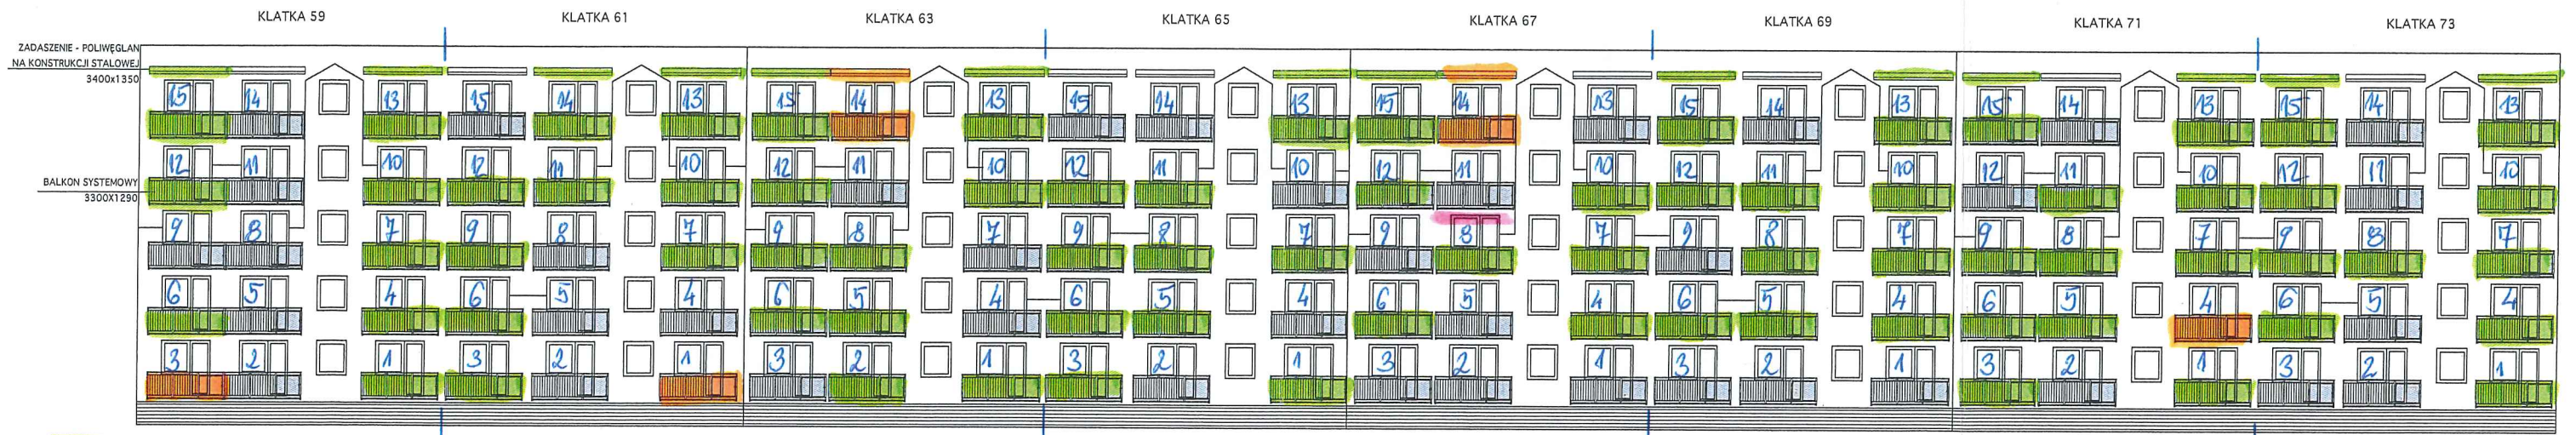 KLATKA 59 KLATKA 61 KLATKA 63 KLATKA 65 KLATKA 67 KLATKA 69 KLATKA 71 KLATKA 73
ZADASZENIE - POLIWĘGLAN
NA KONSTRUKCJI STALOWEJ
3400x1350
15 14 13 15 14 13 15 14 13 15 14 13 15 14 13 15 14 13 15 14 13 15 14 13
12 11 10 12 11 10 12 11 10 12 11 10 12 11 10 12 11 10 12 11 10 12 11 10
BALKON SYSTEMOWY
3300X1290
9 8 7 9 8 7 9 8 7 9 8 7 9 8 7 9 8 7 9 8 7 9 8 7
6 5 4 6 5 4 6 5 4 6 5 4 6 5 4 6 5 4 6 5 4 6 5 4
3 2 1 3 2 1 3 2 1 3 2 1 3 2 1 3 2 1 3 2 1 3 2 1